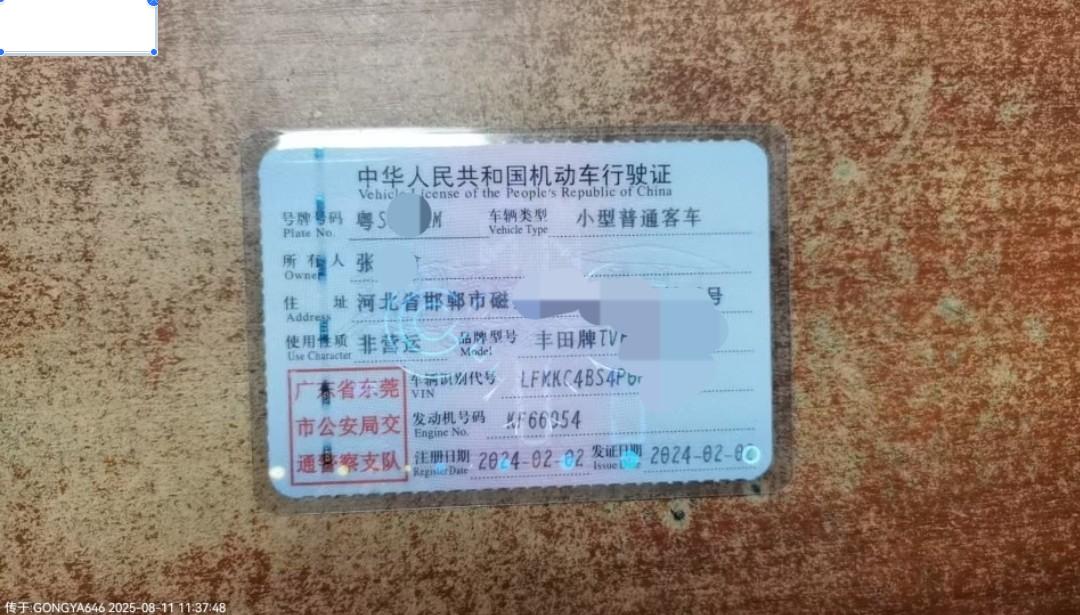 中华人民共和国机动车行驶证
Vehicle License of the People's Republic of China
号牌号码 粤S M 车辆类型 小型普通客车
Plate No. Vehicle Type
所有人 张
Owner
住址 河北省邯郸市磁 号
Address
使用性质 非营运 品牌型号 丰田牌TV
Use Character Model
广东省东莞
市公安局交
通警察支队
车辆识别代号 LFMKC4BS4P
VIN
发动机号码 KF66954
Engine No.
注册日期 2024-02-02 发证日期 2024-02-0
Register Date Issue Date
传于:GONGYA646 2025-08-11 11:37:48